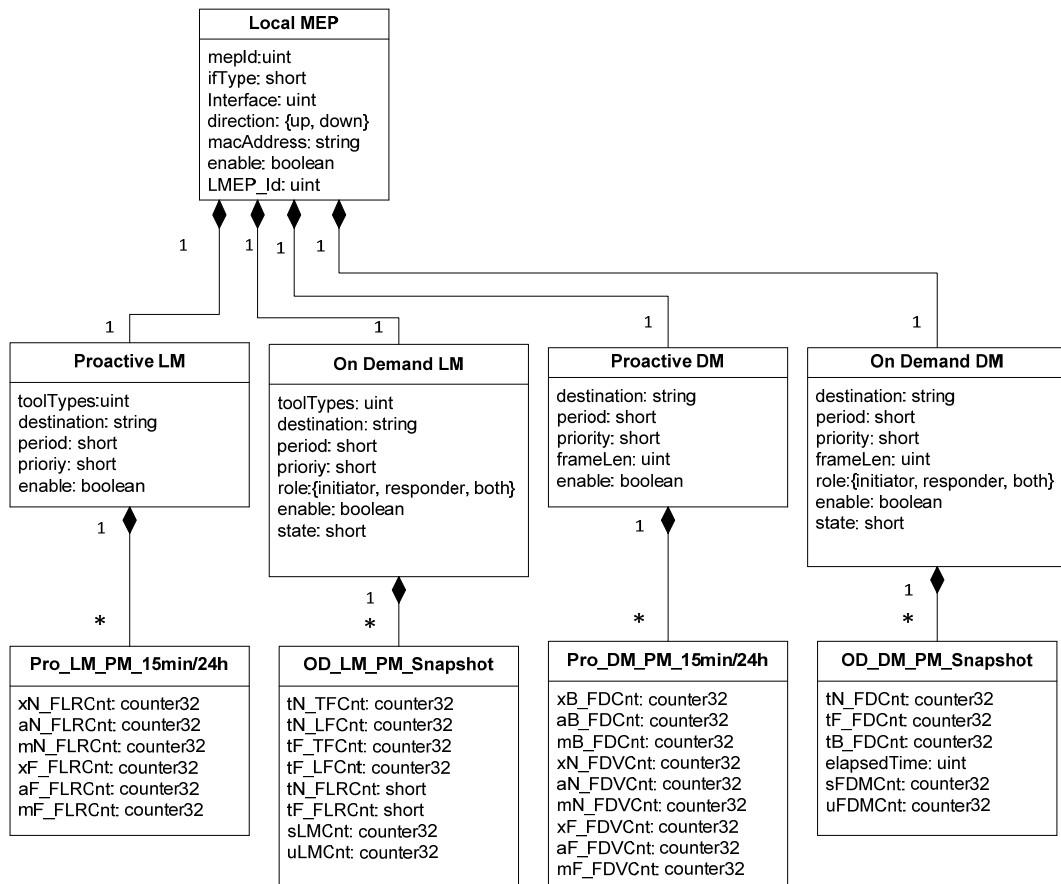 Local MEP
mepId:uint
ifType: short
Interface: uint
direction: {up, down}
macAddress: string
enable: boolean
LMEP_Id: uint
1
1
1
1
1
1
1
1
Proactive LM
toolTypes:uint
destination: string
period: short
prioriy: short
enable: boolean
On Demand LM
toolTypes: uint
destination: string
period: short
prioriy: short
role:{initiator, responder, both}
enable: boolean
state: short
Proactive DM
destination: string
period: short
priority: short
frameLen: uint
enable: boolean
On Demand DM
destination: string
period: short
priority: short
frameLen: uint
role:{initiator, responder, both}
enable: boolean
state: short
1
*
1
*
1
*
1
*
Pro_LM_PM_15min/24h
xN_FLRCnt: counter32
aN_FLRCnt: counter32
mN_FLRCnt: counter32
xF_FLRCnt: counter32
aF_FLRCnt: counter32
mF_FLRCnt: counter32
OD_LM_PM_Snapshot
tN_TFCnt: counter32
tN_LFCnt: counter32
tF_TFCnt: counter32
tF_LFCnt: counter32
tN_FLRCnt: short
tF_FLRCnt: short
sLMCnt: counter32
uLMCnt: counter32
Pro_DM_PM_15min/24h
xB_FDCnt: counter32
aB_FDCnt: counter32
mB_FDCnt: counter32
xN_FDVCnt: counter32
aN_FDVCnt: counter32
mN_FDVCnt: counter32
xF_FDVCnt: counter32
aF_FDVCnt: counter32
mF_FDVCnt: counter32
OD_DM_PM_Snapshot
tN_FDCnt: counter32
tF_FDCnt: counter32
tB_FDCnt: counter32
elapsedTime: uint
sFDMCnt: counter32
uFDMCnt: counter32